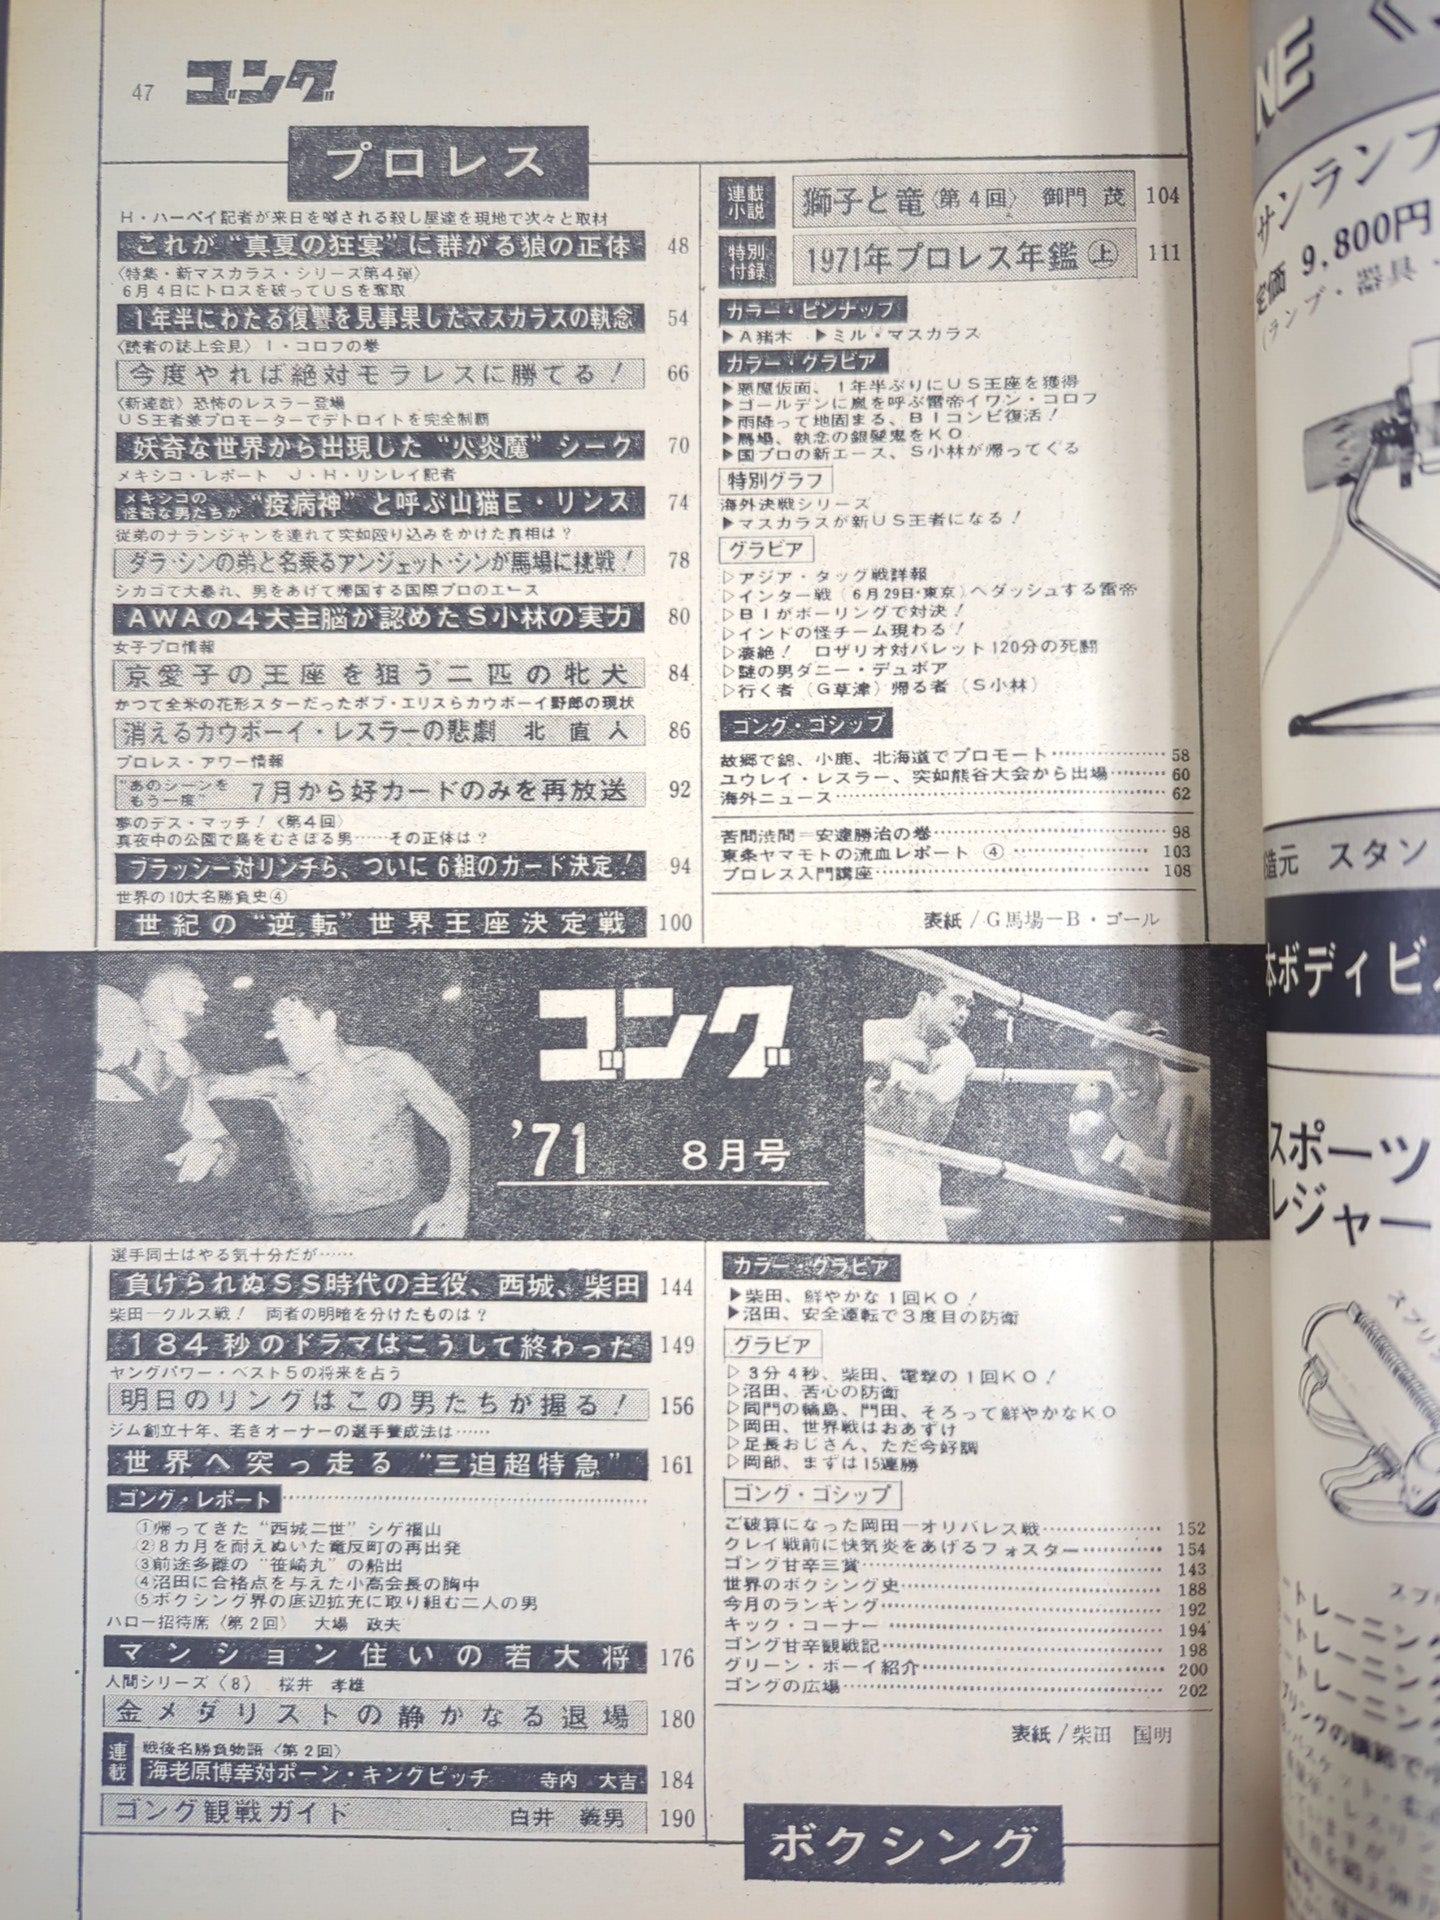 47 ゴング
プロレス
H・ハーベイ記者が来日を噂される殺し屋達を現地で次々と取材
これが“真夏の狂宴”に群がる狼の正体 48
〈特集・新マスカラス・シリーズ第4弾〉
6月4日にトロスを破ってUSを奪取
1年半にわたる復讐を見事果したマスカラスの執念 54
〈読者の誌上会見〉I・コロフの巻
今度やれば絶対モラレスに勝てる! 66
〈新連載〉恐怖のレスラー登場
US王者兼プロモーターでデトロイトを完全制覇
妖奇な世界から出現した“火炎魔”シーク 70
メキシコ・レポート J・H・リンレイ記者
メキシコの怪奇な男たちが“疫病神”と呼ぶ山猫E・リンス 74
従弟のナランジャンを連れて突如殴り込みをかけた真相は?
ダラ・シンの弟と名乗るアンジェット・シンが馬場に挑戦! 78
シカゴで大暴れ、男をあげて帰国する国際プロのエース
AWAの4大主脳が認めたS小林の実力 80
女子プロ情報
京愛子の王座を狙う二匹の牝犬 84
かつて全米の花形スターだったボブ・エリスらカウボーイ野郎の現状
消えるカウボーイ・レスラーの悲劇 北 直人 86
プロレス・アワー情報
“あのシーンをもう一度”7月から好カードのみを再放送 92
夢のデス・マッチ!〈第4回〉
真夜中の公園で島をむさぼる男……その正体は?
ブラッシー対リンチら、ついに6組のカード決定! 94
世界の10大名勝負史④
世紀の“逆転”世界王座決定戦 100
連載小説 獅子と竜〈第4回〉 御門 茂 104
特別付録 1971年プロレス年鑑㊤ 111
カラー・ピンナップ
▶A猪木 ▶ミル・マスカラス
カラー・グラビア
▶悪魔仮面、1年半ぶりにUS王座を獲得
▶ゴールデンに嵐を呼ぶ雷帝イワン・コロフ
▶雨降って地固まる、BIコンビ復活!
▶馬場、執念の銀髪鬼をKO
▶国プロの新エース、S小林が帰ってくる
特別グラフ
海外決戦シリーズ
▶マスカラスが新US王者になる!
グラビア
▷アジア・タッグ戦詳報
▷インター戦(6月29日・東京)へダッシュする雷帝
▷BIがボーリングで対決!
▷インドの怪チーム現わる!
▷凄絶! ロザリオ対バレット120分の死闘
▷謎の男ダニー・デュボア
▷行く者(G草津)帰る者(S小林)
ゴング・ゴシップ
故郷で錦、小鹿、北海道でプロモート……58
ユウレイ・レスラー、突如熊谷大会から出場……60
海外ニュース……62
苦問渋問=安達勝治の巻……98
東条ヤマモトの流血レポート ④……103
プロレス入門講座……108
表紙/G馬場—B・ゴール
ゴング
’71 8月号
選手同士はやる気十分だが……
負けられぬSS時代の主役、西城、柴田 144
柴田—クルス戦! 両者の明暗を分けたものは?
184秒のドラマはこうして終わった 149
ヤングパワー・ベスト5の将来を占う
明日のリングはこの男たちが握る! 156
ジム創立十年、若きオーナーの選手養成法は……
世界へ突っ走る“三迫超特急” 161
ゴング・レポート
①帰ってきた“西城二世”シゲ福山
②8カ月を耐えぬいた竜反町の再出発
③前途多難の“笹崎丸”の船出
④沼田に合格点を与えた小高会長の胸中
⑤ボクシング界の底辺拡充に取り組む二人の男
ハロー招待席〈第2回〉 大場 政夫
マンション住いの若大将 176
人間シリーズ〈8〉 桜井 孝雄
金メダリストの静かなる退場 180
連載 戦後名勝負物語〈第2回〉
海老原博幸対ポーン・キングピッチ 寺内 大吉 184
ゴング観戦ガイド 白井 義男 190
カラー・グラビア
▶柴田、鮮やかな1回KO!
▶沼田、安全運転で3度目の防衛
グラビア
▷3分4秒、柴田、電撃の1回KO!
▷沼田、苦心の防衛
▷同門の輪島、門田、そろって鮮やかなKO
▷岡田、世界戦はおあずけ
▷足長おじさん、ただ今好調
▷岡部、まずは15連勝
ゴング・ゴシップ
ご破算になった岡田—オリバレス戦……152
クレイ戦前に快気炎をあげるフォスター……154
ゴング甘辛三賞……143
世界のボクシング史……188
今月のランキング……192
キック・コーナー……194
ゴング甘辛観戦記……198
グリーン・ボーイ紹介……200
ゴングの広場……202
表紙/柴田 国明
ボクシング
サンランプ
定価 9.800円
(ランプ・器具・
造元 スタン
本ボディビ
スポーツ
レジャー
スプリン